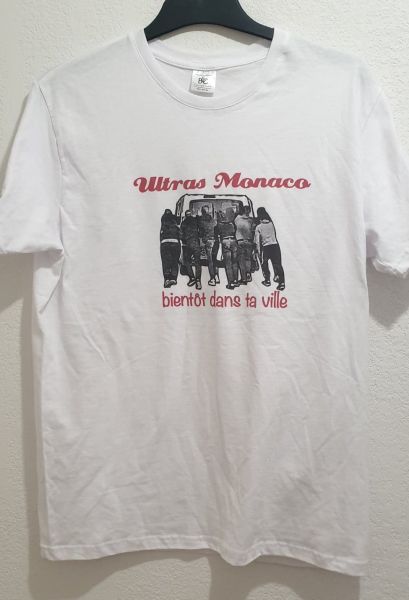 B&C
Ultras Monaco
bientôt dans ta ville